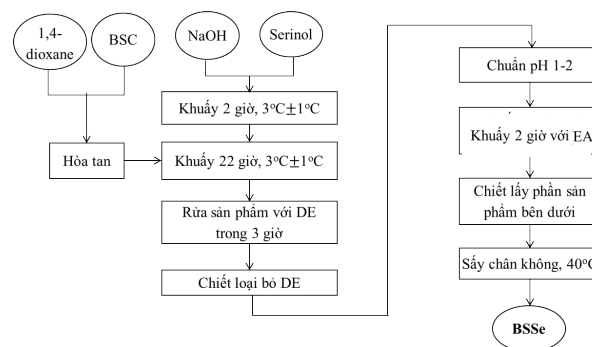 1,4-
dioxane
BSC
NaOH
Serinol
Khuấy 2 giờ, 3°C±1°C
Hòa tan
Khuấy 22 giờ, 3°C±1°C
Rửa sản phẩm với DE
trong 3 giờ
Chiết loại bỏ DE
Chuẩn pH 1-2
Khuấy 2 giờ với EA
Chiết lấy phần sản
phẩm bên dưới
Sấy chân không, 40°C
BSSe